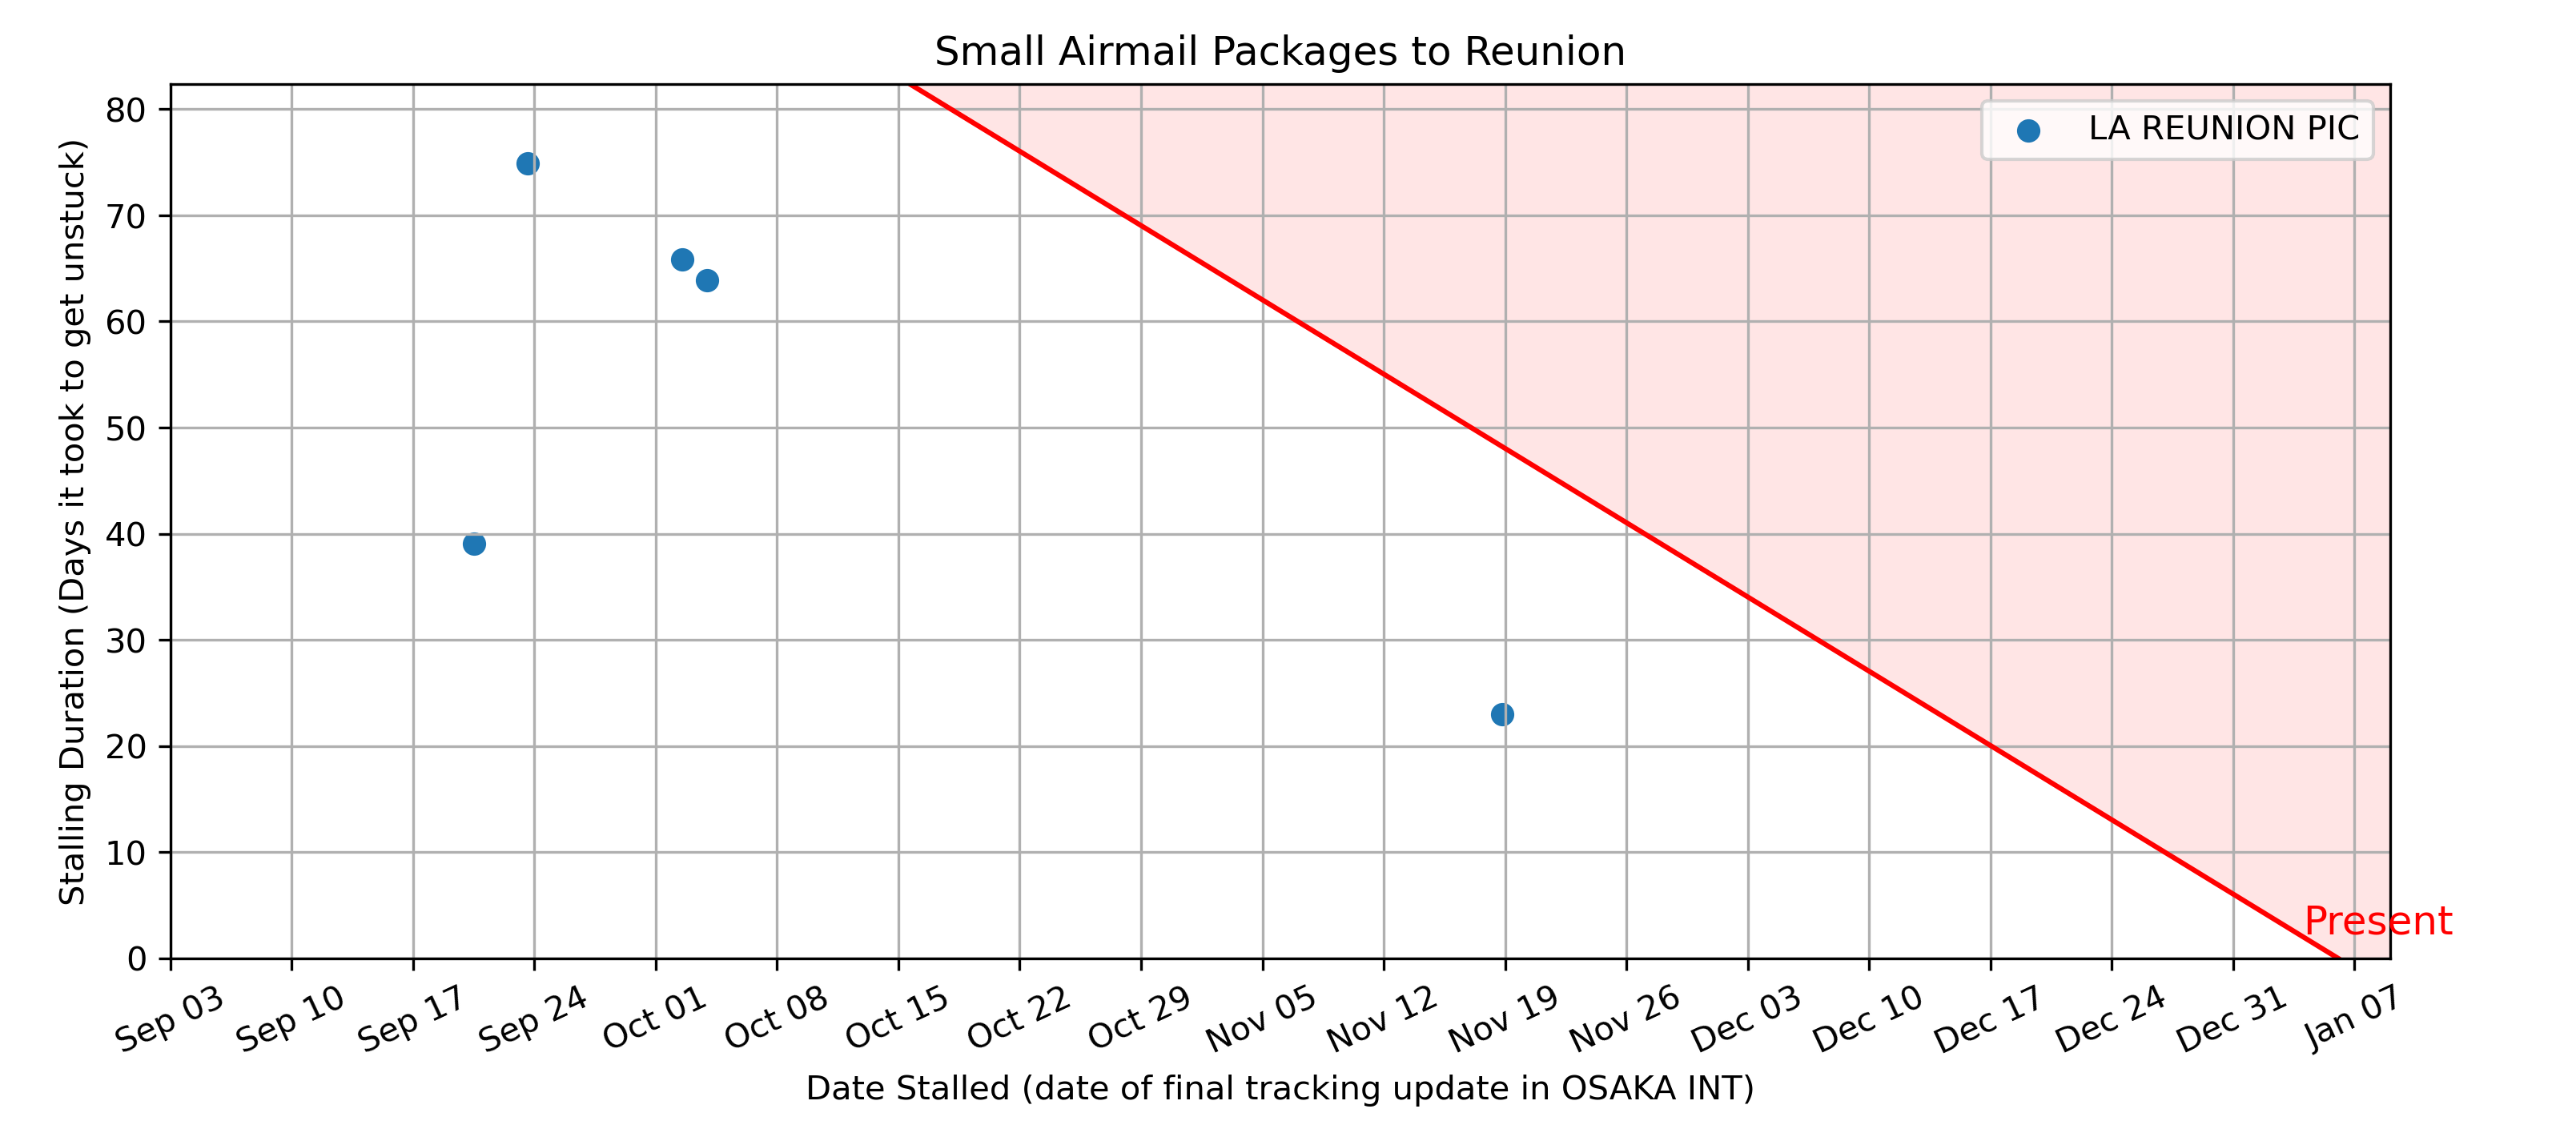 Small Airmail Packages to Reunion
LA REUNION PIC
Stalling Duration (Days it took to get unstuck)
80
70
60
50
40
30
20
10
0
Present
Sep 03
Sep 10
Sep 17
Sep 24
Oct 01
Oct 08
Oct 15
Oct 22
Oct 29
Nov 05
Nov 12
Nov 19
Nov 26
Dec 03
Dec 10
Dec 17
Dec 24
Dec 31
Jan 07
Date Stalled (date of final tracking update in OSAKA INT)